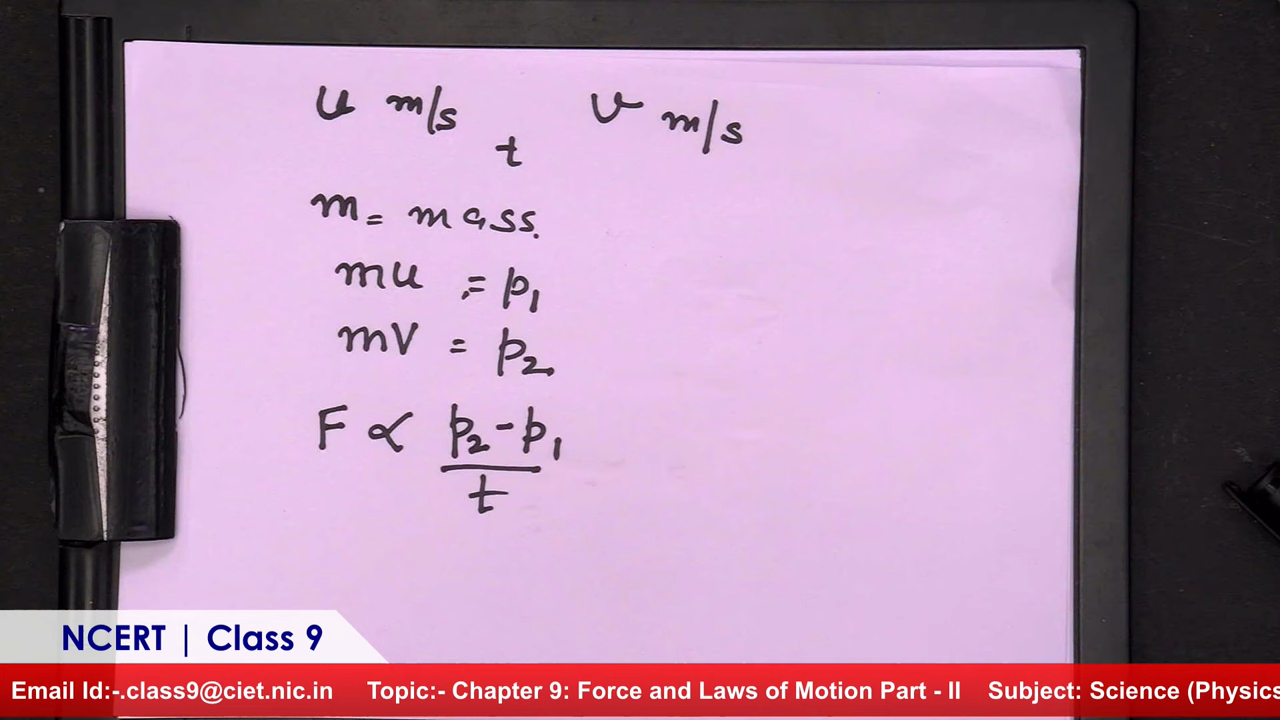 u m/s t v m/s
m = mass.
mu = p₁
mv = p₂
F ∝ p₂-p₁
t
NCERT | Class 9
Email Id:-.class9@ciet.nic.in Topic:- Chapter 9: Force and Laws of Motion Part - II Subject: Science (Physics